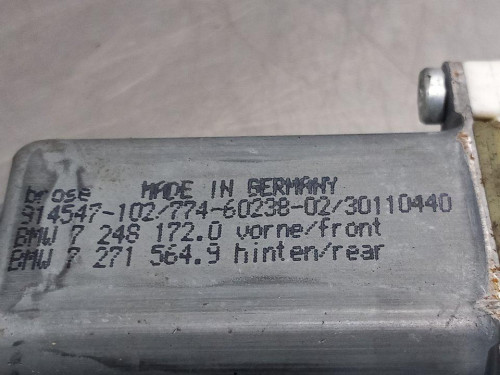 brose MADE IN GERMANY
914547-102/774-60238-02/30110440
BMW 7 248 172.0 vorne/front
BMW 7 271 564.9 hinten/rear